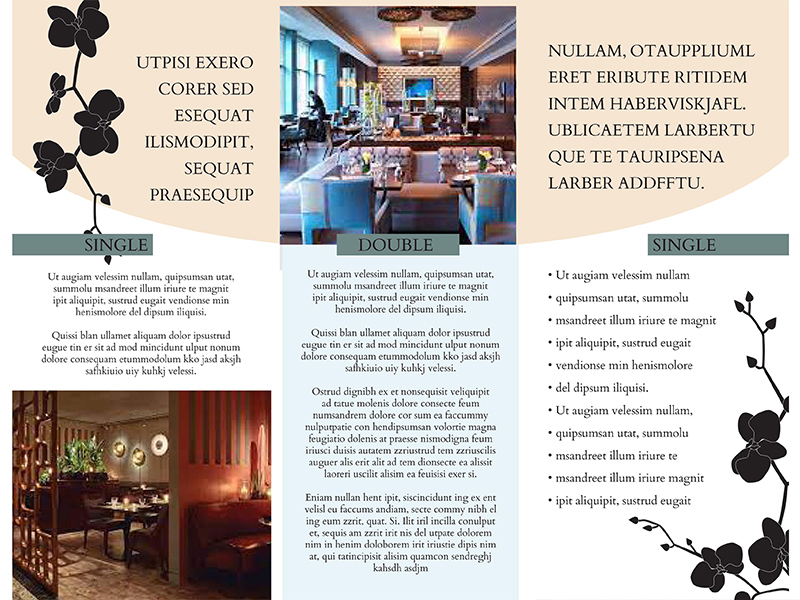 UTPISI EXERO
CORER SED
ESEQUAT
ILISMODIPIT,
SEQUAT
PRAESEQUIP
SINGLE
Ut augiam velessim nullam, quipsumsan utat,
summolu msandreet illum iriure te magnit
ipit aliquipit, sustrud eugait vendionse min
henismolore del dipsum iliquisi.
Quissi blan ullamet aliquam dolor ipsustrud
eugue tin er sit ad mod mincidunt ulput nonum
dolore consequam etummodolum kko jasd aksjh
safhkiuio uiy kuhkj velessi.
DOUBLE
Ut augiam velessim nullam, quipsumsan utat,
summolu msandreet illum iriure te magnit
ipit aliquipit, sustrud eugait vendionse min
henismolore del dipsum iliquisi.
Quissi blan ullamet aliquam dolor ipsustrud
eugue tin er sit ad mod mincidunt ulput nonum
dolore consequam etummodolum kko jasd aksjh
safhkiuio uiy kuhkj velessi.
Ostrud dignibh ex et nonsequisit veliquipit
ad tatue molenis dolore consecte feum
numsandrem dolore cor sum ea faccummy
nulputpatie con hendipsumsan volortie magna
feugiatio dolenis at praesse nismodigna feum
iriusci duisis autatem zzriustrud tem zzriuscilis
auguer alis erit alit ad tem dionsecte ea alissit
laoreri uscilit alisim ea feuisisi exer si.
Eniam nullan hent ipit, siscincidunt ing ex ent
velisl eu faccums andiam, secte commy nibh el
ing eum zzrit, quat. Si. Ilit iril incilla conulput
et, sequis am zzrit irit nis del utpate dolorem
nim in henim doloborem irit iriustie dipis nim
at, qui tatincipisit alisim quamcon sendreghj
kahsdh asdjm
NULLAM, OTAUPPLIUML
ERET ERIBUTE RITIDEM
INTEM HABERVISKJAFL.
UBLICAETEM LARBERTU
QUE TE TAURIPSENA
LARBER ADDFFTU.
SINGLE
• Ut augiam velessim nullam
• quipsumsan utat, summolu
• msandreet illum iriure te magnit
• ipit aliquipit, sustrud eugait
• vendionse min henismolore
• del dipsum iliquisi.
• Ut augiam velessim nullam,
• quipsumsan utat, summolu
• msandreet illum iriure te
• msandreet illum iriure magnit
• ipit aliquipit, sustrud eugait